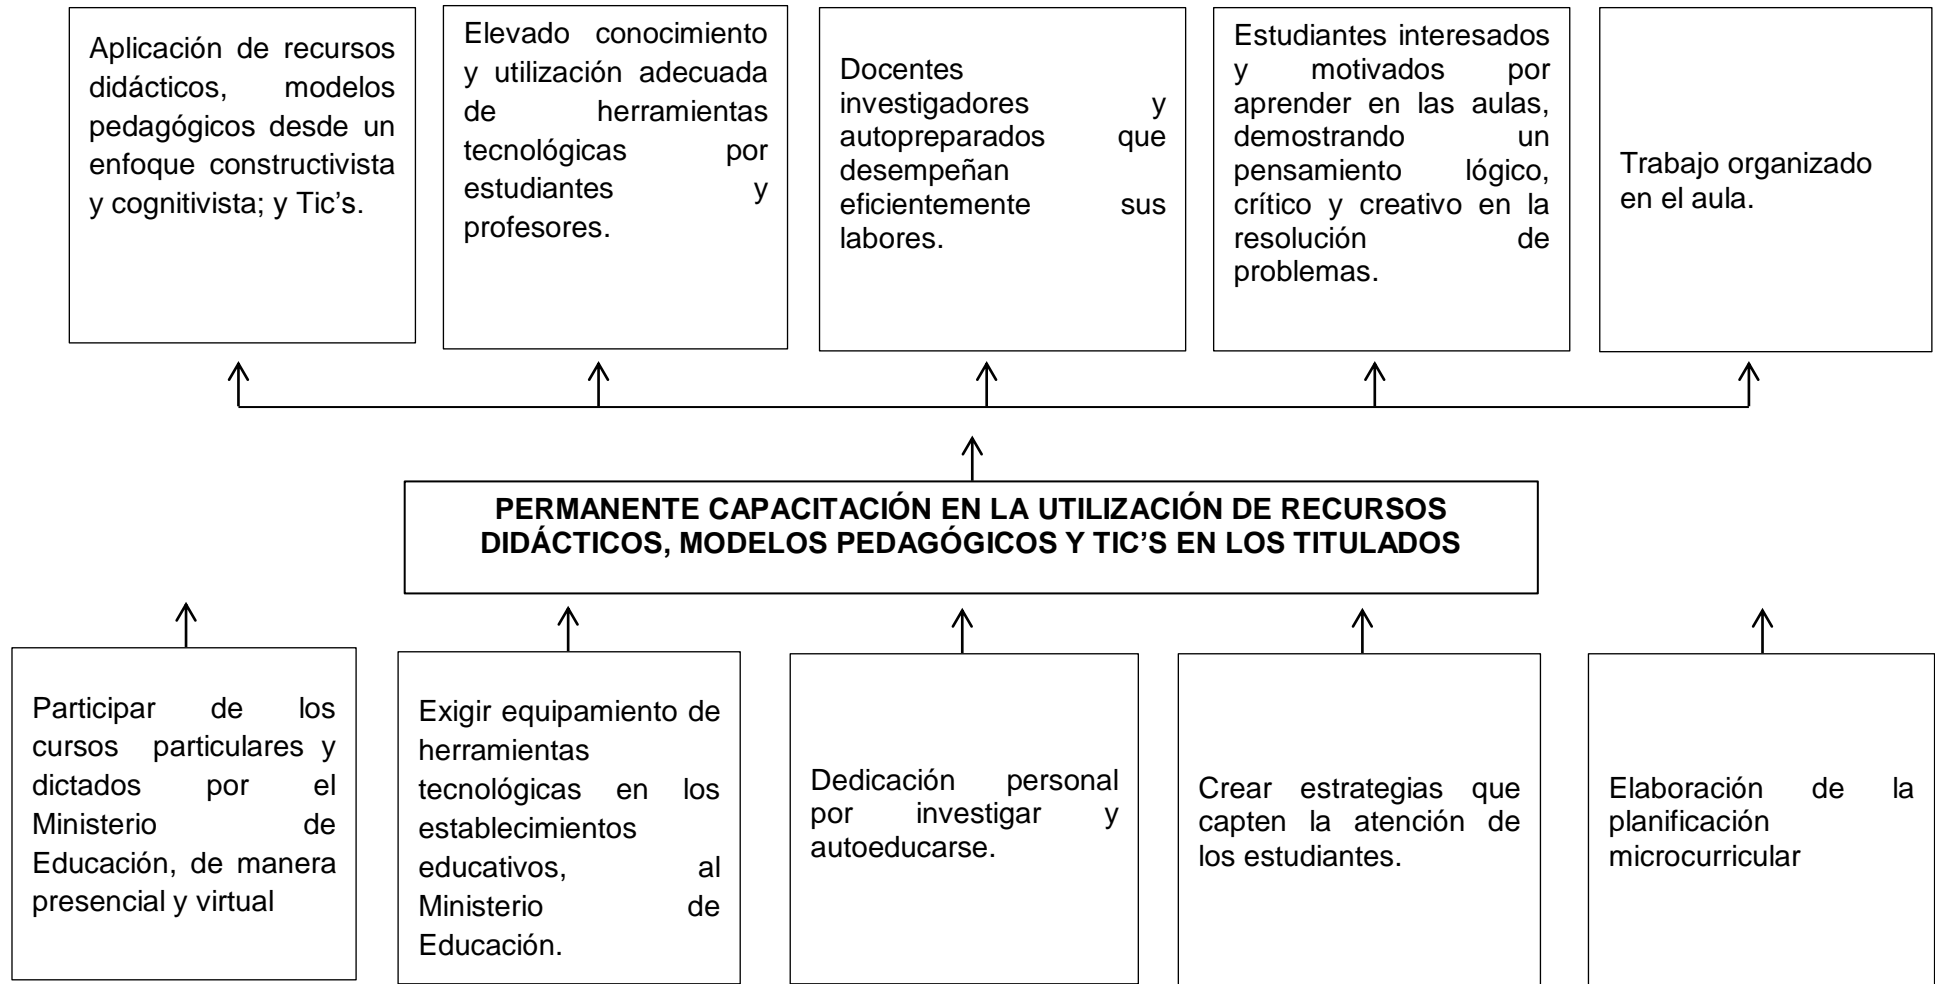 Aplicación de recursos
didácticos, modelos
pedagógicos desde un
enfoque constructivista
y cognitivista; y Tic’s.
Elevado conocimiento
y utilización adecuada
de herramientas
tecnológicas por
estudiantes y
profesores.
Docentes
investigadores y
autopreparados que
desempeñan
eficientemente sus
labores.
Estudiantes interesados
y motivados por
aprender en las aulas,
demostrando un
pensamiento lógico,
crítico y creativo en la
resolución de
problemas.
Trabajo organizado
en el aula.
PERMANENTE CAPACITACIÓN EN LA UTILIZACIÓN DE RECURSOS
DIDÁCTICOS, MODELOS PEDAGÓGICOS Y TIC’S EN LOS TITULADOS
Participar de los
cursos particulares y
dictados por el
Ministerio de
Educación, de manera
presencial y virtual
Exigir equipamiento de
herramientas
tecnológicas en los
establecimientos
educativos, al
Ministerio de
Educación.
Dedicación personal
por investigar y
autoeducarse.
Crear estrategias que
capten la atención de
los estudiantes.
Elaboración de la
planificación
microcurricular